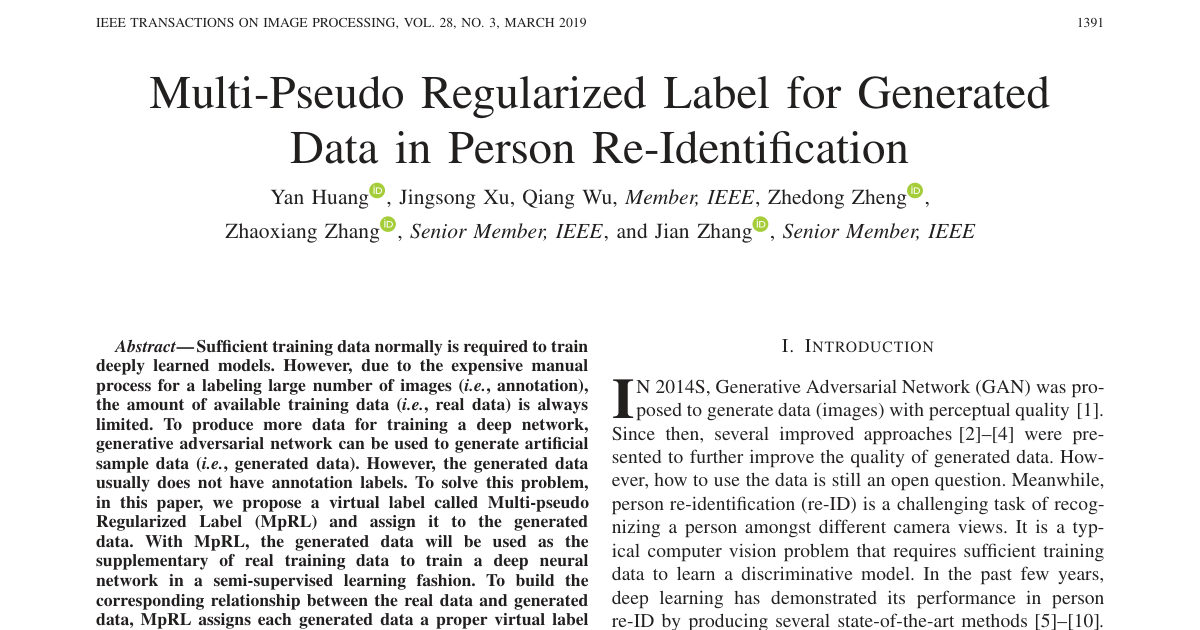 IEEE TRANSACTIONS ON IMAGE PROCESSING, VOL. 28, NO. 3, MARCH 2019 1391
Multi-Pseudo Regularized Label for Generated
Data in Person Re-Identification
Yan Huang, Jingsong Xu, Qiang Wu, Member, IEEE, Zhedong Zheng,
Zhaoxiang Zhang, Senior Member, IEEE, and Jian Zhang, Senior Member, IEEE
Abstract—Sufficient training data normally is required to train
deeply learned models. However, due to the expensive manual
process for a labeling large number of images (i.e., annotation),
the amount of available training data (i.e., real data) is always
limited. To produce more data for training a deep network,
generative adversarial network can be used to generate artificial
sample data (i.e., generated data). However, the generated data
usually does not have annotation labels. To solve this problem,
in this paper, we propose a virtual label called Multi-pseudo
Regularized Label (MpRL) and assign it to the generated
data. With MpRL, the generated data will be used as the
supplementary of real training data to train a deep neural
network in a semi-supervised learning fashion. To build the
corresponding relationship between the real data and generated
data, MpRL assigns each generated data a proper virtual label
I. INTRODUCTION
IN 2014S, Generative Adversarial Network (GAN) was pro-
posed to generate data (images) with perceptual quality [1].
Since then, several improved approaches [2]–[4] were pre-
sented to further improve the quality of generated data. How-
ever, how to use the data is still an open question. Meanwhile,
person re-identification (re-ID) is a challenging task of recog-
nizing a person amongst different camera views. It is a typ-
ical computer vision problem that requires sufficient training
data to learn a discriminative model. In the past few years,
deep learning has demonstrated its performance in person
re-ID by producing several state-of-the-art methods [5]–[10].